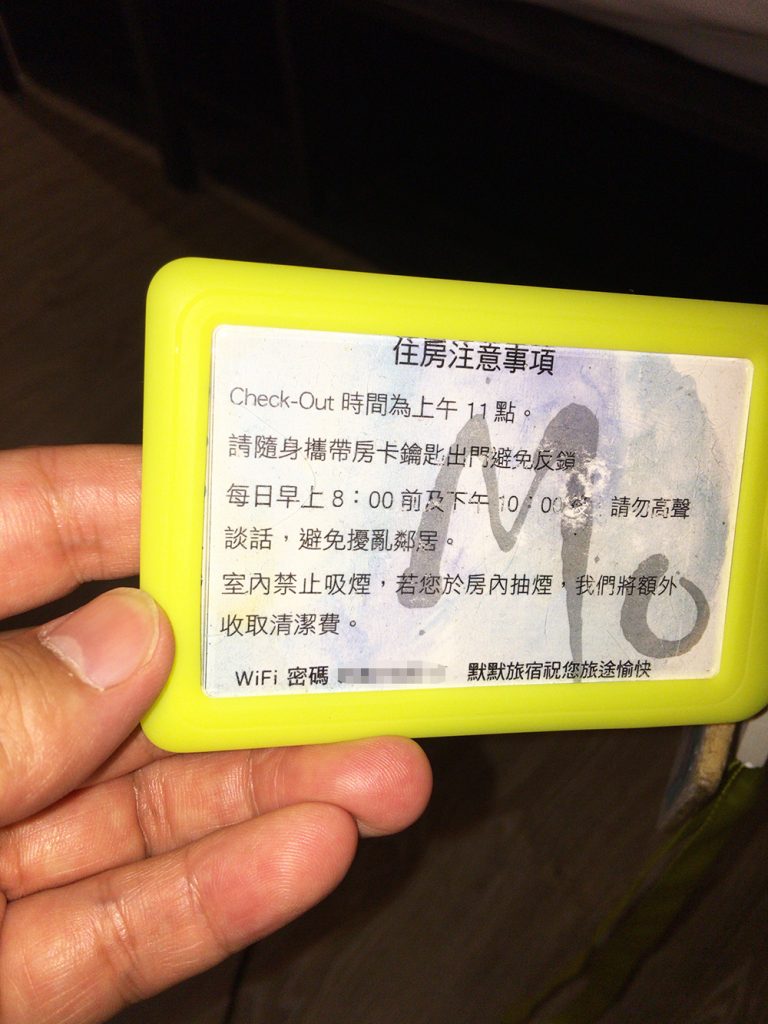 住房注意事項
Check-Out 時間為上午 11 點。
請隨身攜帶房卡鑰匙出門避免反鎖
每日早上 8：00 前及下午 10：00 請勿高聲
談話，避免擾亂鄰居。
室內禁止吸煙，若您於房內抽煙，我們將額外
收取清潔費。
WiFi 密碼 默默旅宿祝您旅途愉快
Mo